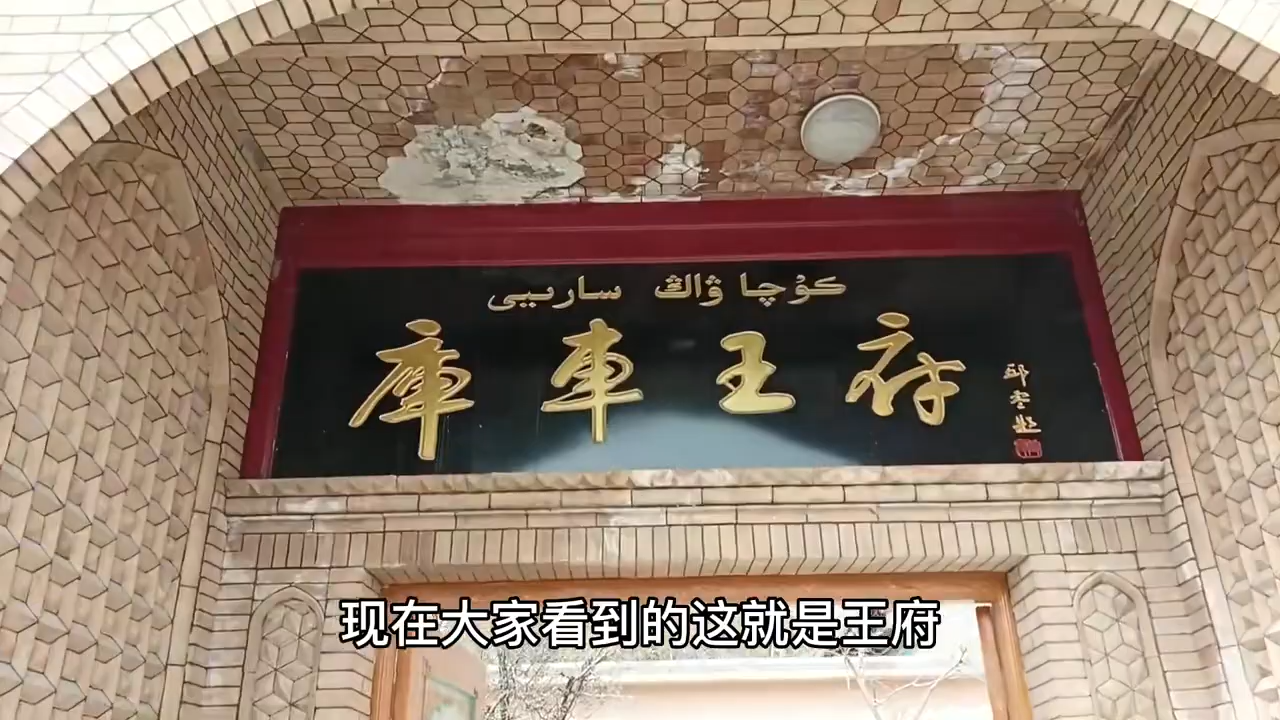 كۇچا ۋاڭ سارىيى
庫車王府
现在大家看到的这就是王府